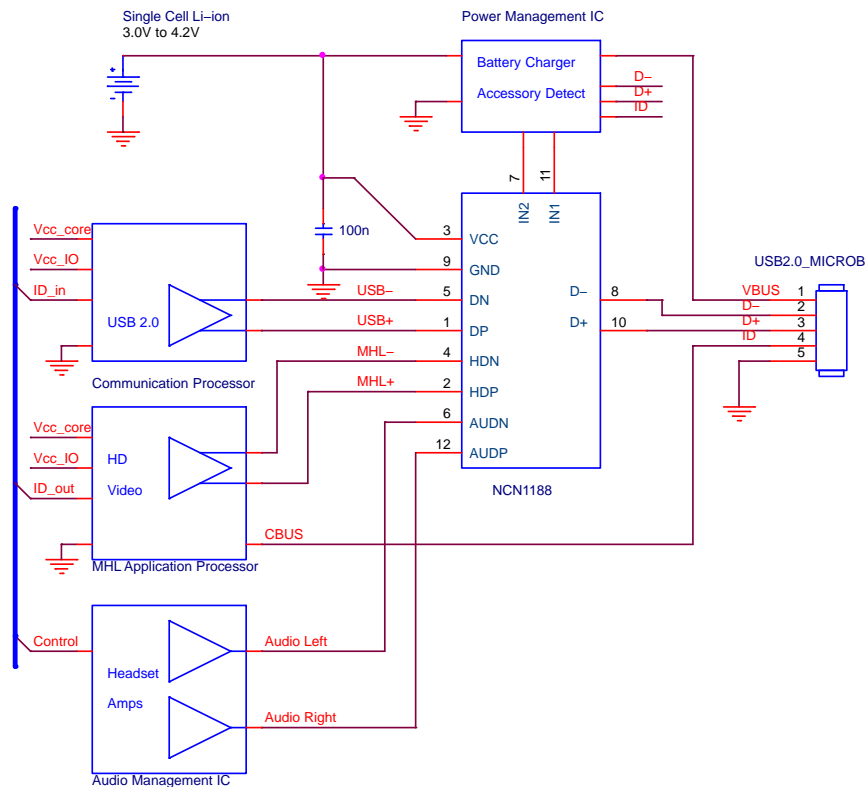 Single Cell Li–ion
3.0V to 4.2V
Power Management IC
Battery Charger
Accessory Detect
D–
D+
ID
7
11
IN2
IN1
Vcc_core
Vcc_IO
ID_in
USB 2.0
Communication Processor
100n
USB–
USB+
MHL–
MHL+
3
9
5
1
4
2
6
12
VCC
GND
DN
DP
HDN
HDP
AUDN
AUDP
D–
D+
8
10
NCN1188
USB2.0_MICROB
VBUS
D–
D+
ID
1
2
3
4
5
Vcc_core
Vcc_IO
ID_out
HD
Video
CBUS
MHL Application Processor
Control
Headset
Amps
Audio Left
Audio Right
Audio Management IC
+
–